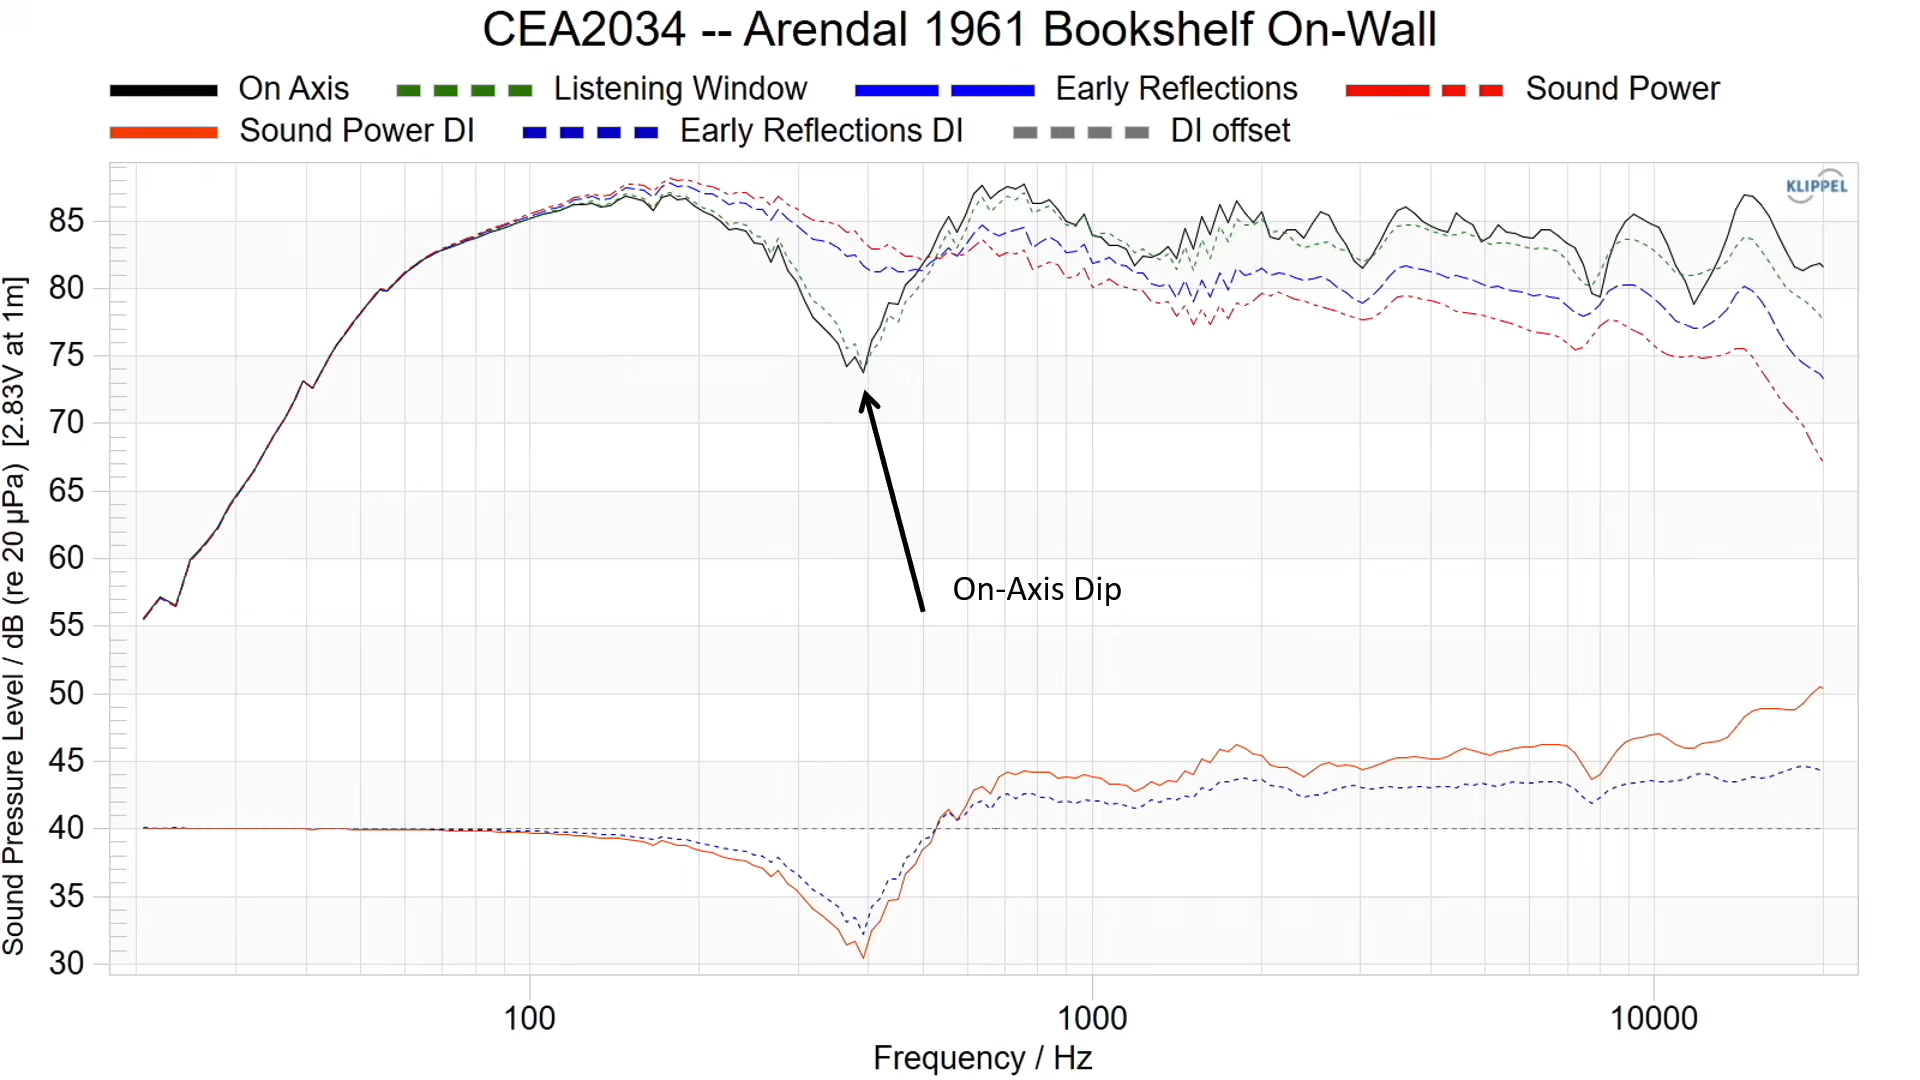 CEA2034 -- Arendal 1961 Bookshelf On-Wall
On Axis Listening Window Early Reflections Sound Power
Sound Power DI Early Reflections DI DI offset
KLIPPEL
Sound Pressure Level / dB (re 20 µPa) [2.83V at 1m]
85
80
75
70
65
60
55
50
45
40
35
30
On-Axis Dip
100 1000 10000
Frequency / Hz